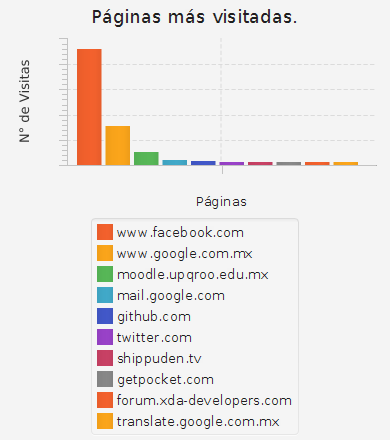 Páginas más visitadas.
N° de Visitas
Páginas
www.facebook.com
www.google.com.mx
moodle.upqroo.edu.mx
mail.google.com
github.com
twitter.com
shippuden.tv
getpocket.com
forum.xda-developers.com
translate.google.com.mx